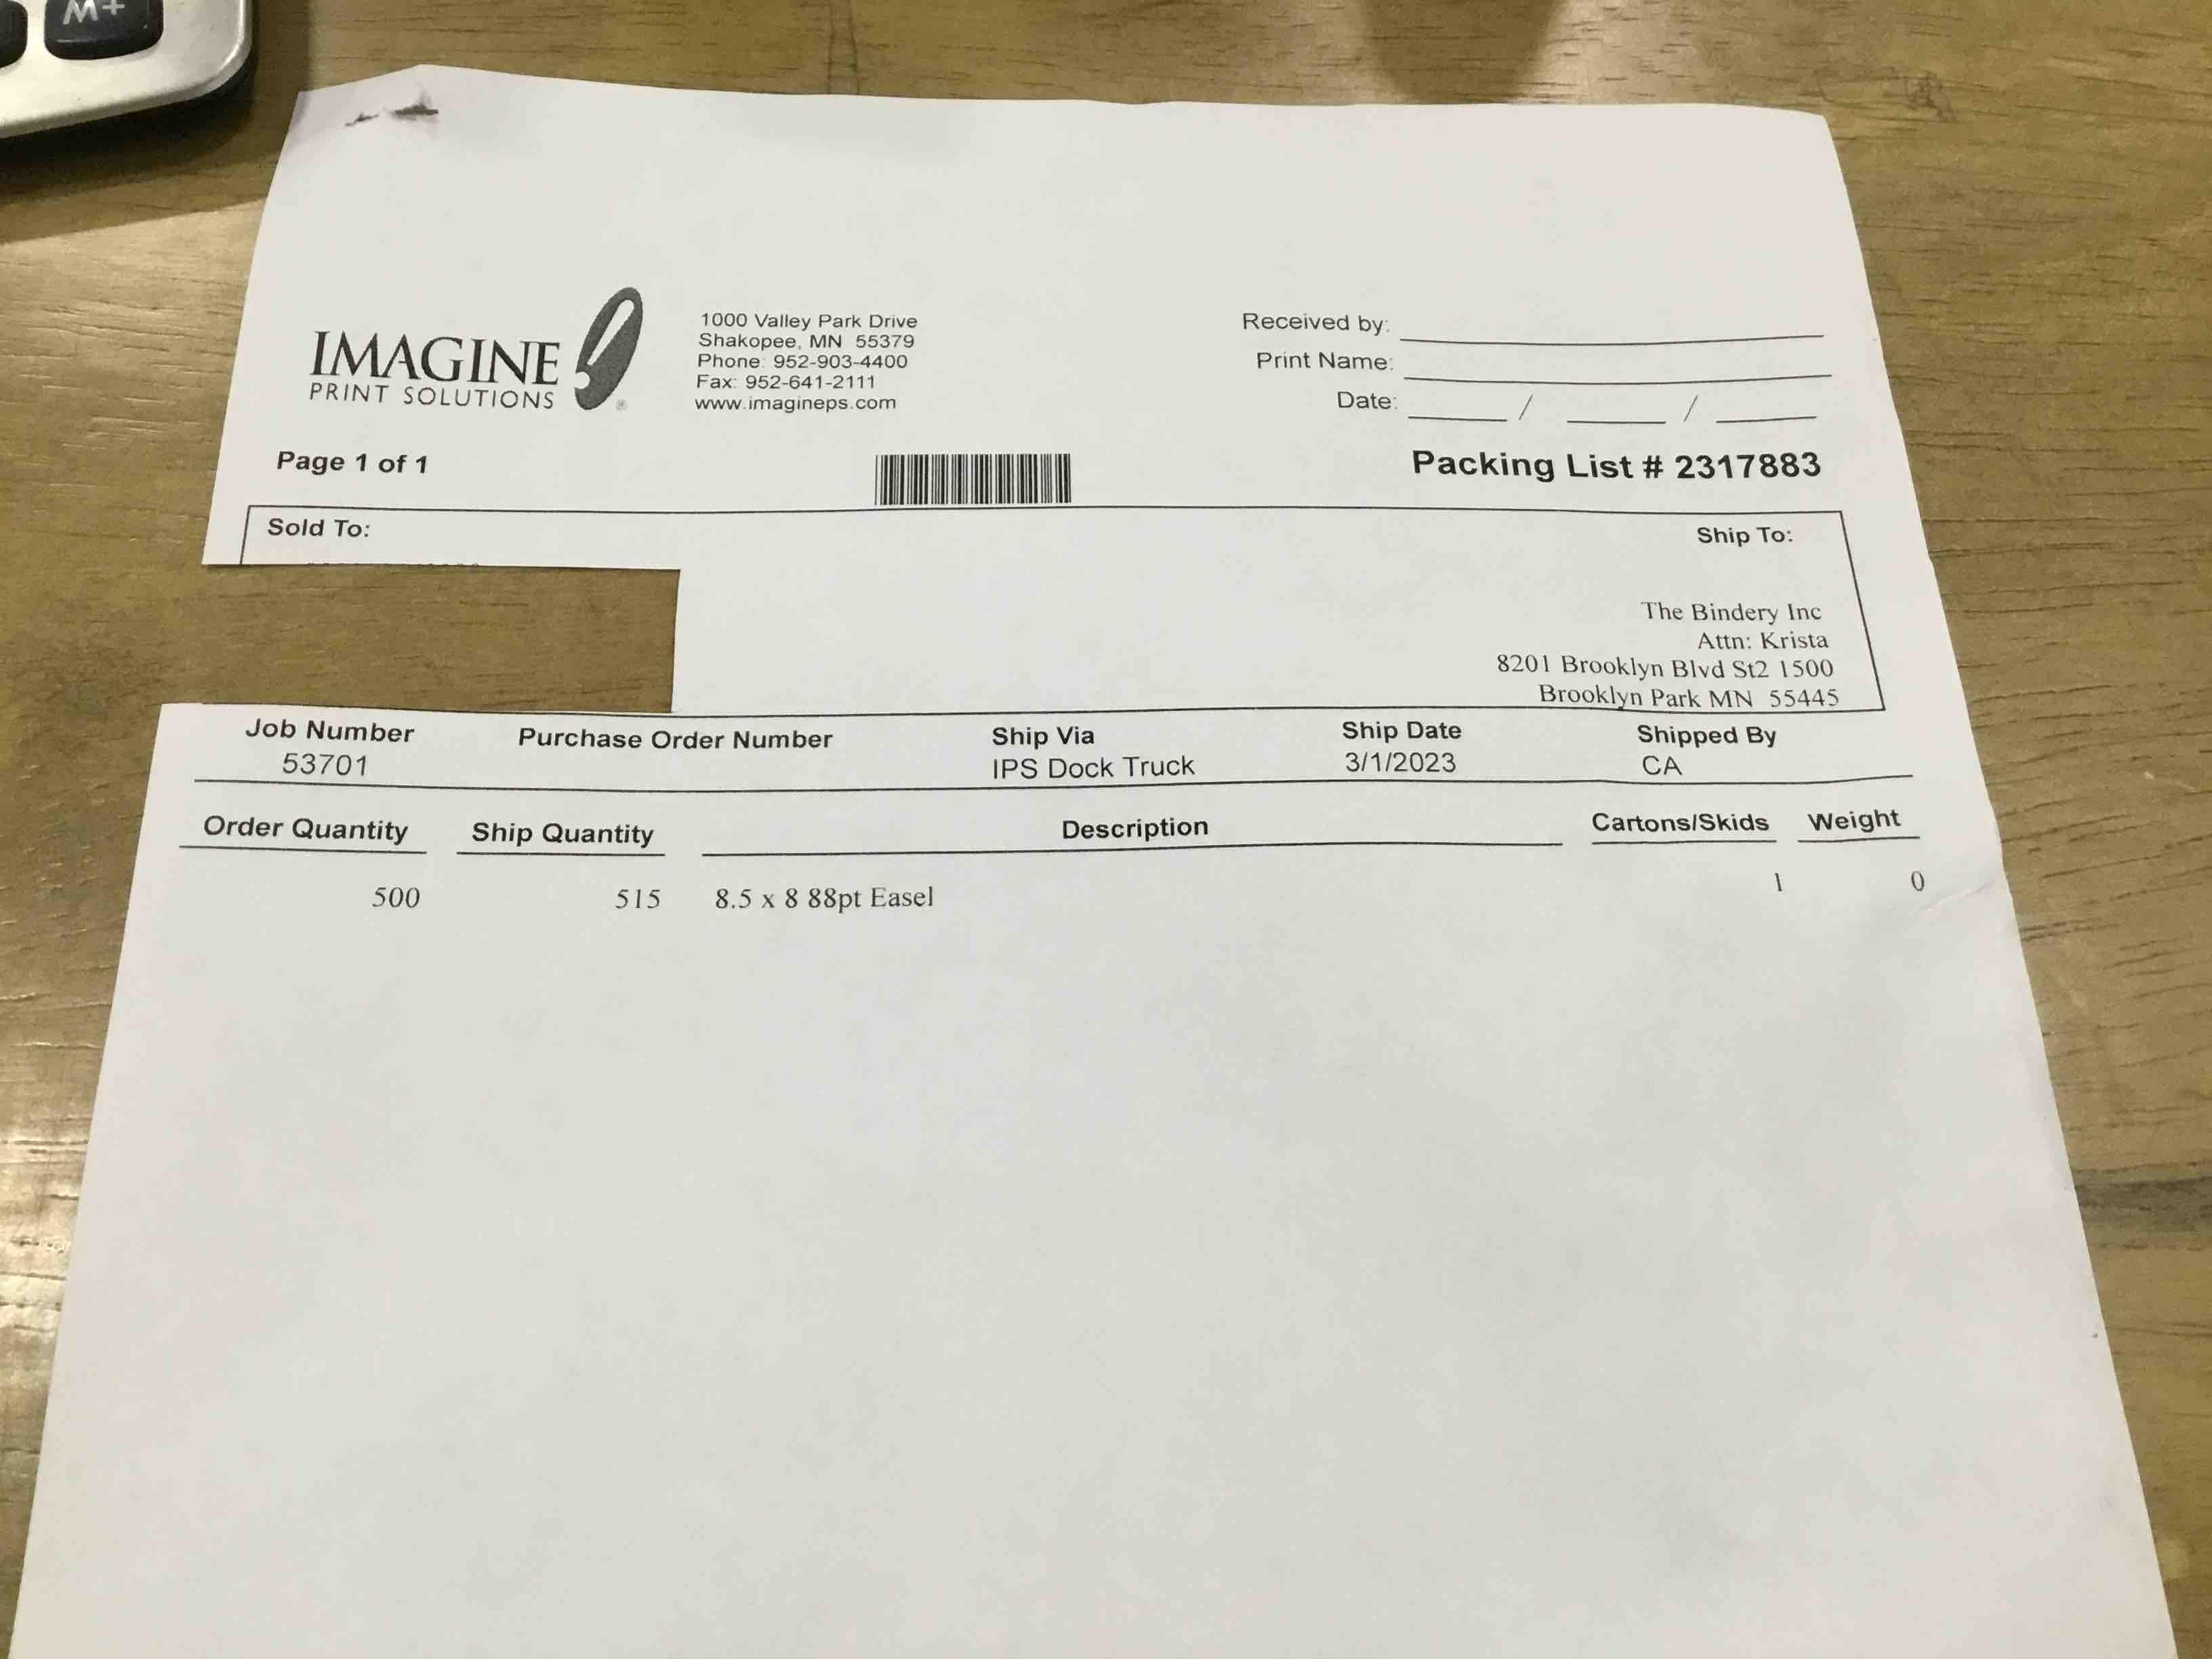 M+
IMAGINE
PRINT SOLUTIONS
®
1000 Valley Park Drive
Shakopee, MN 55379
Phone: 952-903-4400
Fax: 952-641-2111
www.imagineps.com
Received by:
Print Name:
Date: / /
Page 1 of 1
Packing List # 2317883
Sold To:
Ship To:
The Bindery Inc
Attn: Krista
8201 Brooklyn Blvd St2 1500
Brooklyn Park MN 55445
Job Number Purchase Order Number Ship Via Ship Date Shipped By
53701 IPS Dock Truck 3/1/2023 CA
Order Quantity Ship Quantity Description Cartons/Skids Weight
500 515 8.5 x 8 88pt Easel 1 0